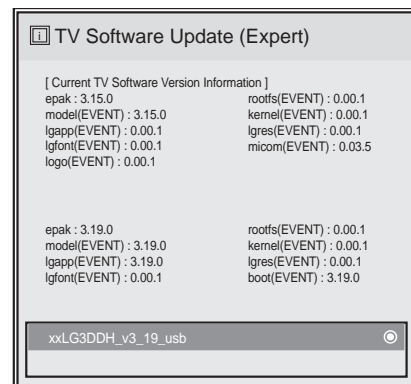 i TV Software Update (Expert)
[ Current TV Software Version Information ]
epak : 3.15.0
model(EVENT) : 3.15.0
lgapp(EVENT) : 0.00.1
lgfont(EVENT) : 0.00.1
logo(EVENT) : 0.00.1
rootfs(EVENT) : 0.00.1
kernel(EVENT) : 0.00.1
lgres(EVENT) : 0.00.1
micom(EVENT) : 0.03.5
epak : 3.19.0
model(EVENT) : 3.19.0
lgapp(EVENT) : 3.19.0
lgfont(EVENT) : 0.00.1
rootfs(EVENT) : 0.00.1
kernel(EVENT) : 0.00.1
lgres(EVENT) : 0.00.1
boot(EVENT) : 3.19.0
xxLG3DDH_v3_19_usb